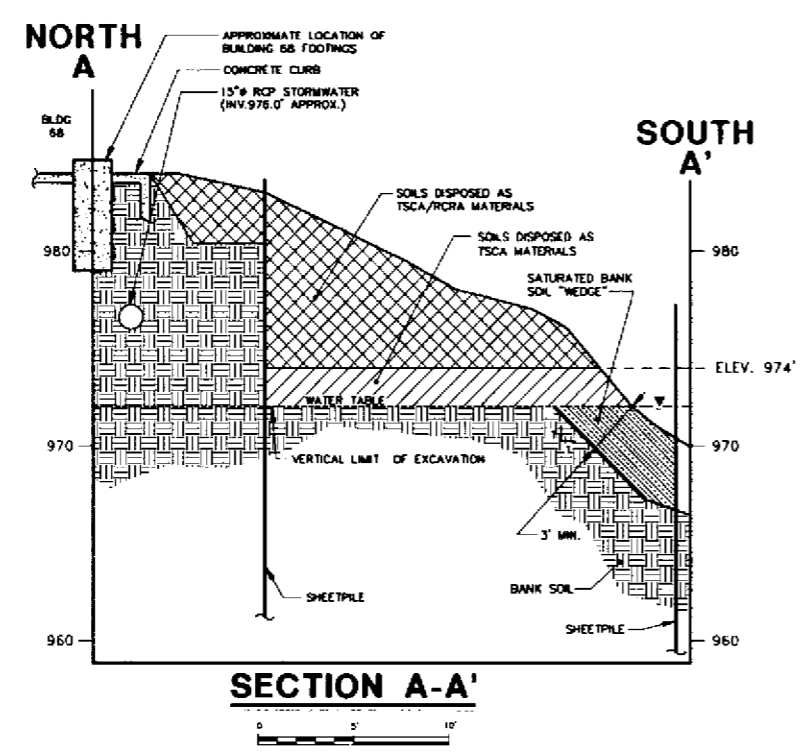 NORTH
A
APPROXIMATE LOCATION OF
BUILDING 68 FOOTINGS
CONCRETE CURB
15"ø RCP STORMWATER
(INV.976.0' APPROX.)
BLDG
68
SOUTH
A'
SOILS DISPOSED AS
TSCA/RCRA MATERIALS
SOILS DISPOSED AS
TSCA MATERIALS
SATURATED BANK
SOIL "WEDGE"
980
980
ELEV. 974'
WATER TABLE
970
970
VERTICAL LIMIT OF EXCAVATION
3' MIN.
BANK SOIL
SHEETPILE
SHEETPILE
960
960
SECTION A-A'
0
5'
10'